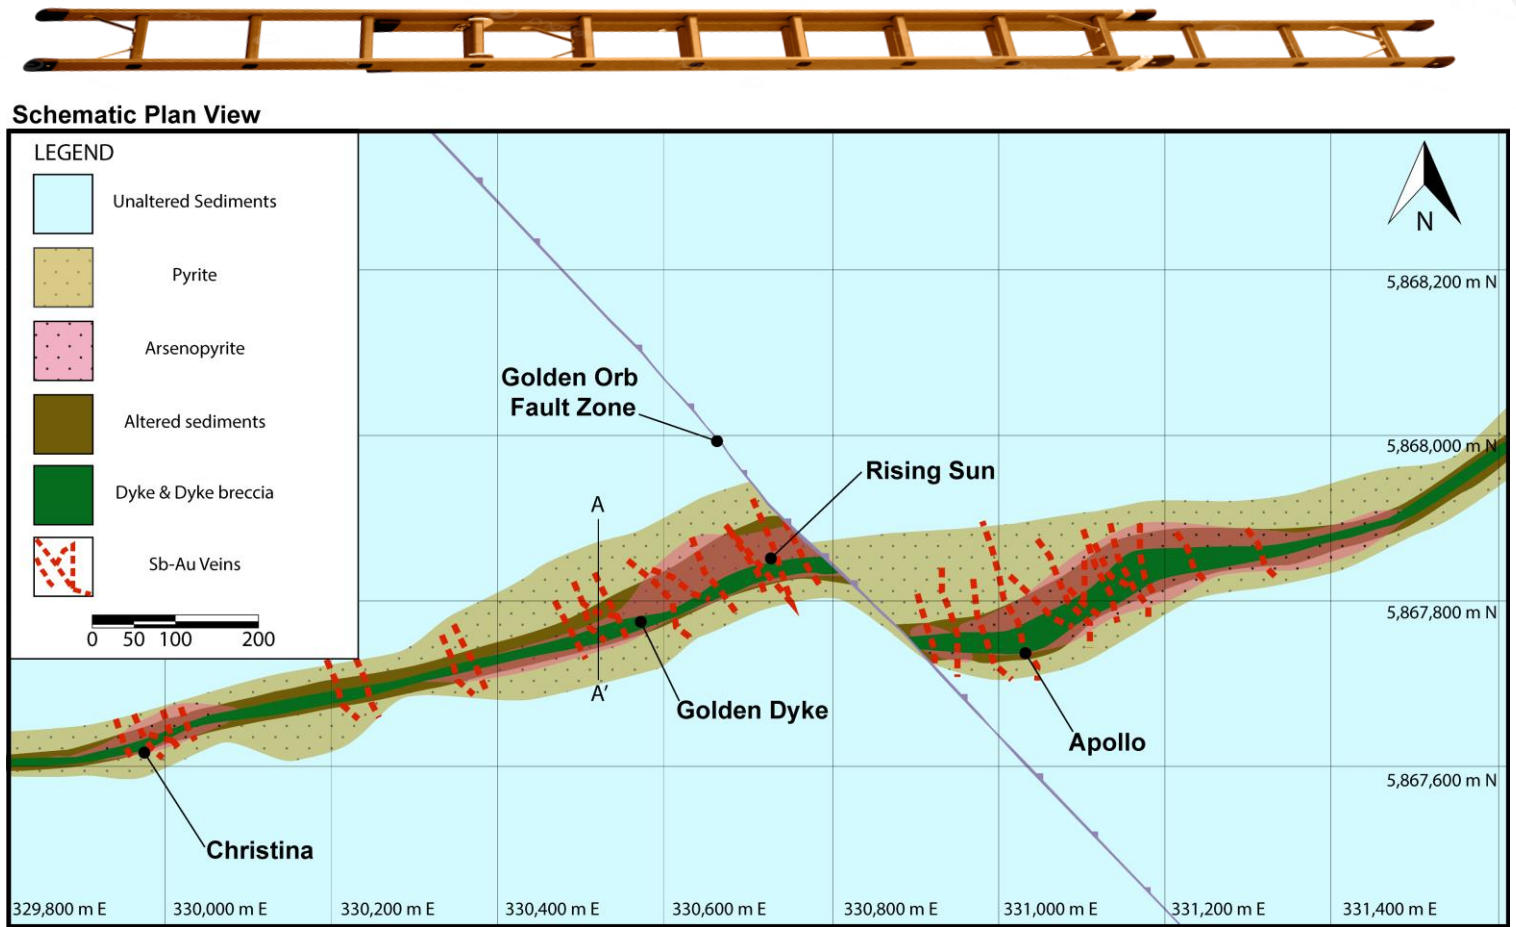 Schematic Plan View
LEGEND
Unaltered Sediments
Pyrite
Arsenopyrite
Altered sediments
Dyke & Dyke breccia
Sb-Au Veins
0 50 100 200
N
5,868,200 m N
Golden Orb
Fault Zone
5,868,000 m N
Rising Sun
A
5,867,800 m N
A'
Golden Dyke
Apollo
5,867,600 m N
Christina
329,800 m E
330,000 m E
330,200 m E
330,400 m E
330,600 m E
330,800 m E
331,000 m E
331,200 m E
331,400 m E